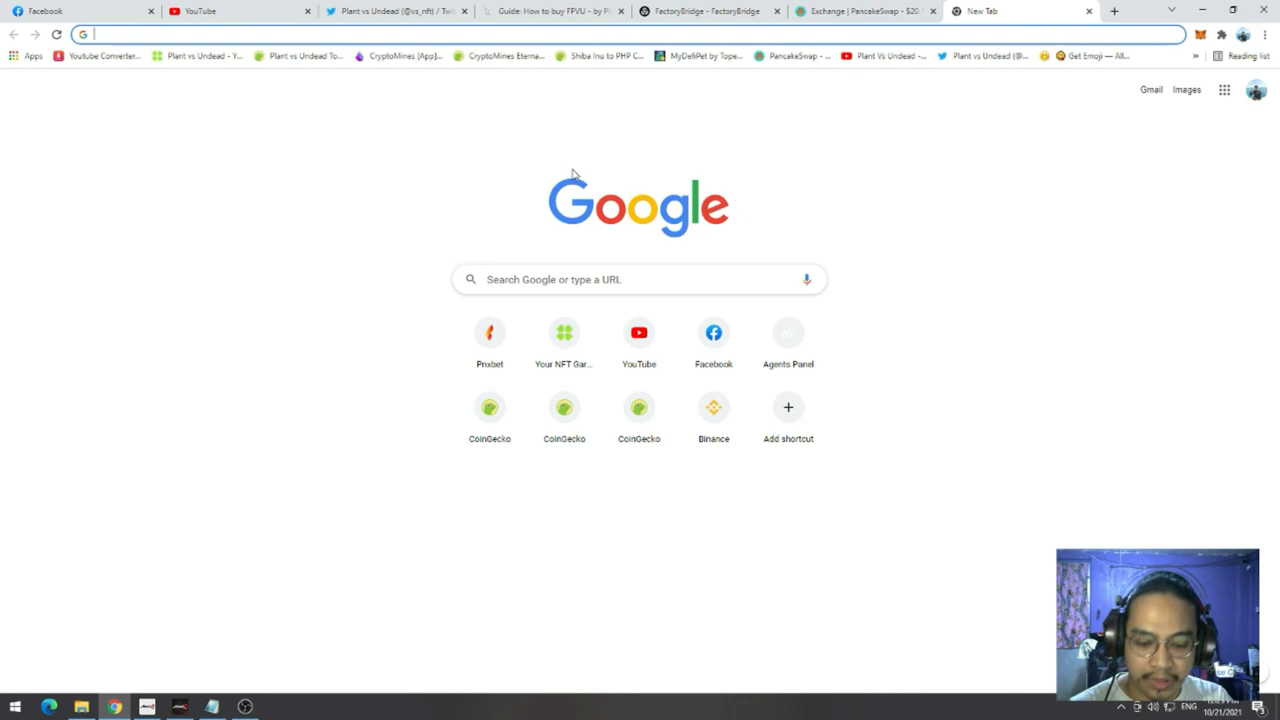 Facebook
YouTube
Plant vs Undead (@vs_nft) / Twi
Guide: How to buy FPVU - by Pl
FactoryBridge - FactoryBridge
Exchange | PancakeSwap - $20.
New Tab
Apps
Youtube Converter...
Plant vs Undead - Y...
Plant vs Undead To...
CryptoMines [App]...
CryptoMines Eterna...
Shiba Inu to PHP C...
MyDefiPet by Tope...
PancakeSwap - ...
Plant Vs Undead -...
Plant vs Undead (@...
Get Emoji — All...
»
Reading list
Gmail
Images
Google
Search Google or type a URL
Pnxbet
Your NFT Gar...
YouTube
Facebook
Agents Panel
CoinGecko
CoinGecko
CoinGecko
Binance
Add shortcut
ENG
10/21/2021